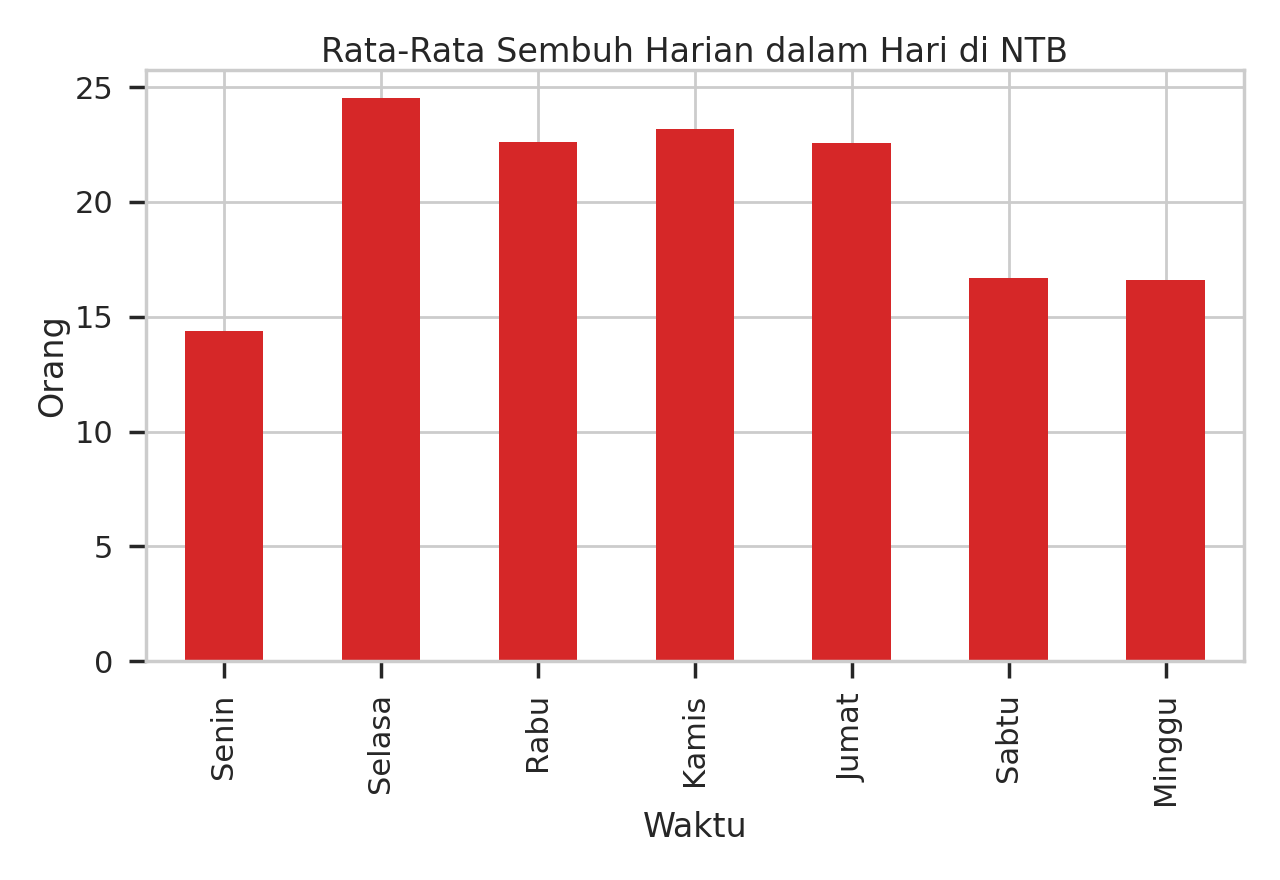 Rata-Rata Sembuh Harian dalam Hari di NTB
25
20
15
10
5
0
Orang
Senin
Selasa
Rabu
Kamis
Jumat
Sabtu
Minggu
Waktu